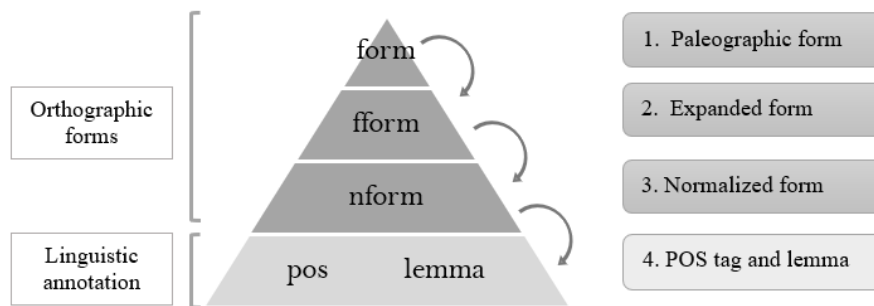 Orthographic
forms
Linguistic
annotation
form
fform
nform
pos lemma
1. Paleographic form
2. Expanded form
3. Normalized form
4. POS tag and lemma